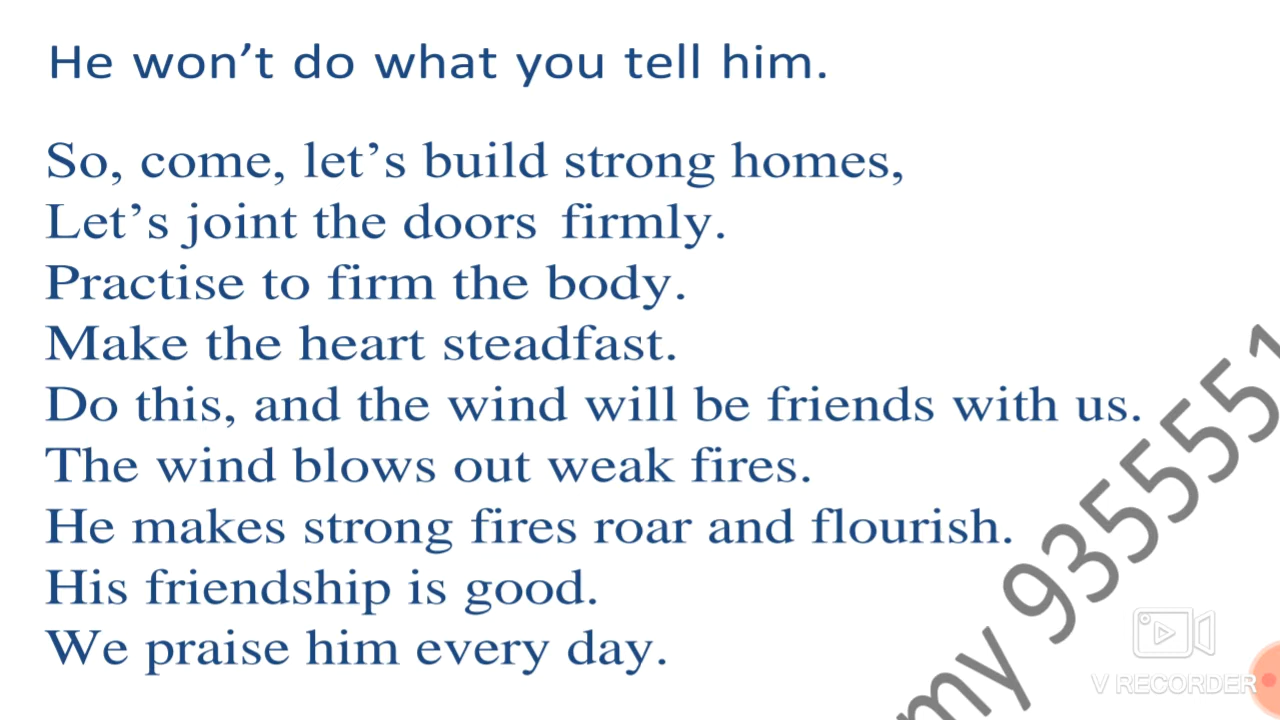 He won’t do what you tell him.
So, come, let’s build strong homes,
Let’s joint the doors firmly.
Practise to firm the body.
Make the heart steadfast.
Do this, and the wind will be friends with us.
The wind blows out weak fires.
He makes strong fires roar and flourish.
His friendship is good.
We praise him every day.
my 9355551
V RECORDER